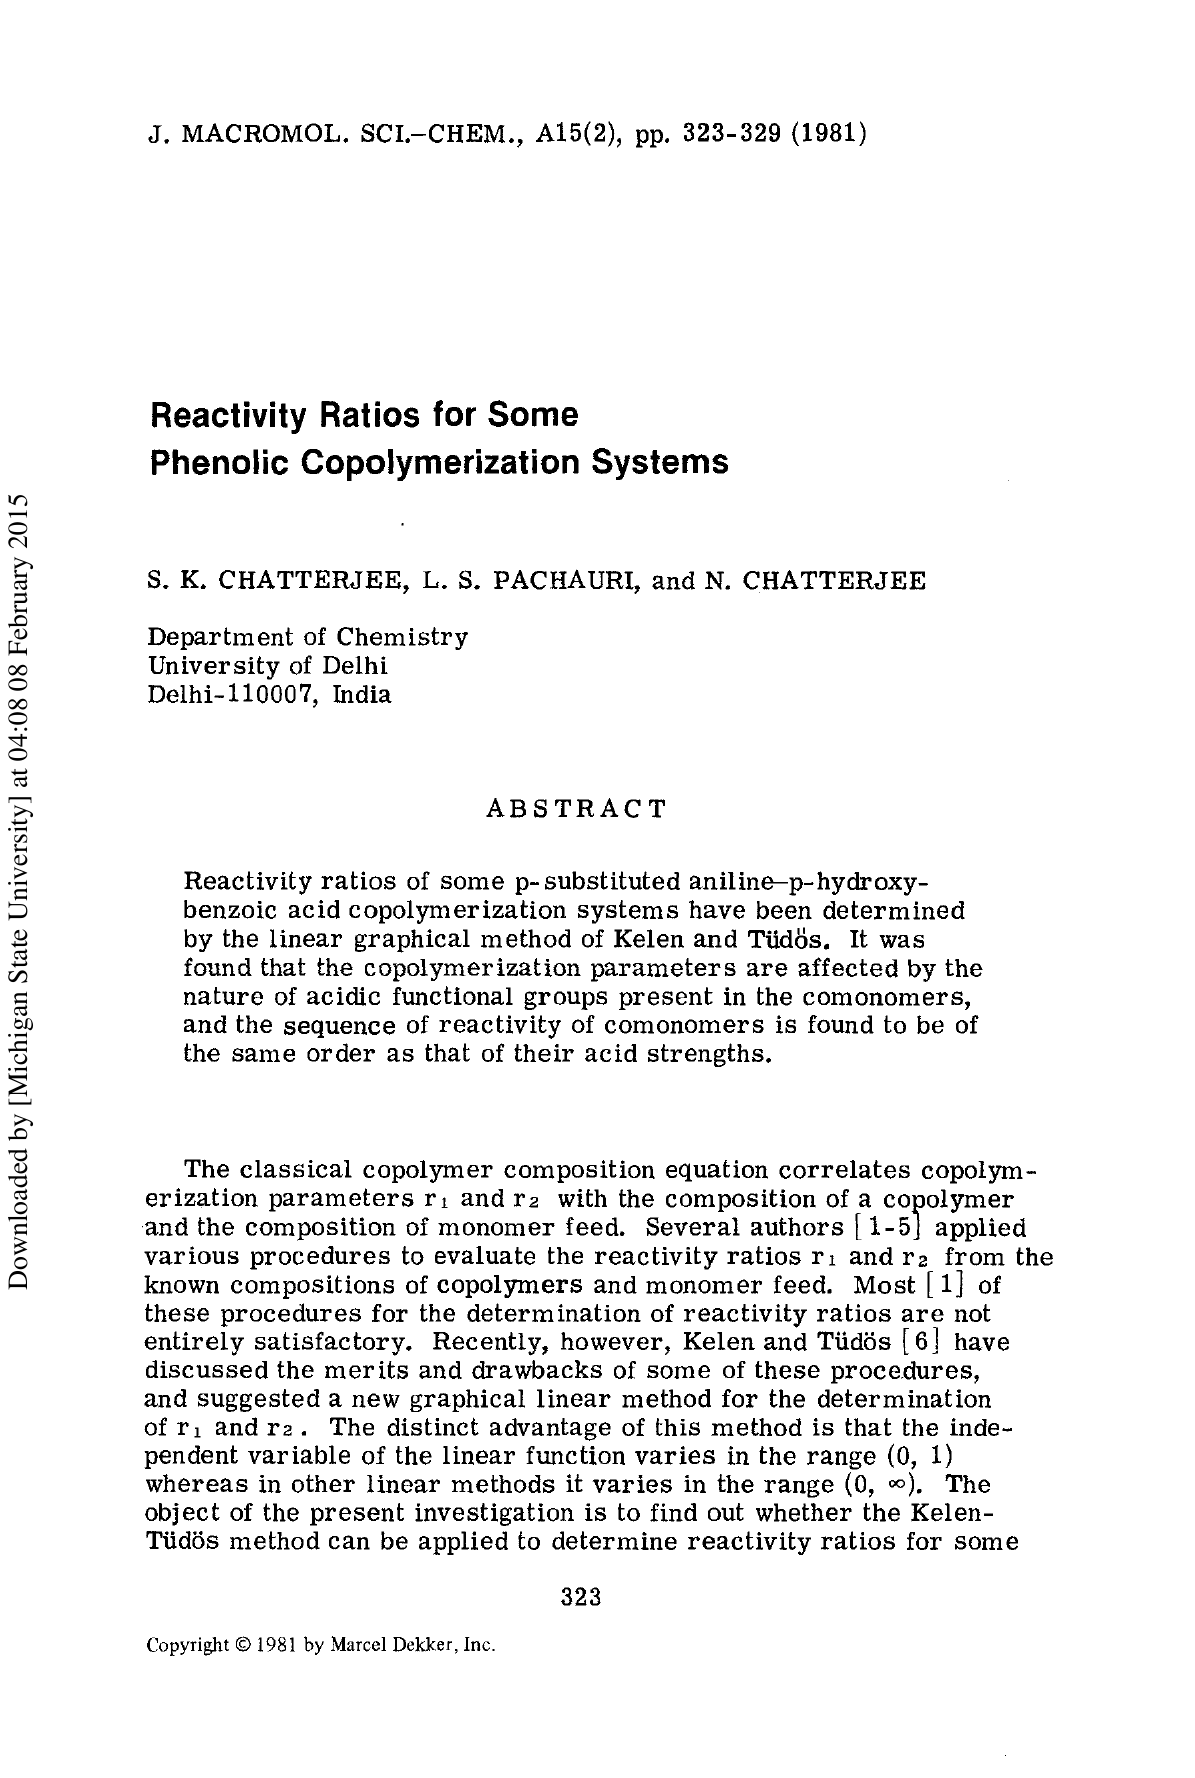 J. MACROMOL. SCI.-CHEM., A15(2), pp. 323-329 (1981)
Reactivity Ratios for Some
Phenolic Copolymerization Systems
S. K. CHATTERJEE, L. S. PACHAURI, and N. CHATTERJEE
Department of Chemistry
University of Delhi
Delhi-110007, India
ABSTRACT
Reactivity ratios of some p-substituted aniline–p-hydroxy-
benzoic acid copolymerization systems have been determined
by the linear graphical method of Kelen and Tüdös. It was
found that the copolymerization parameters are affected by the
nature of acidic functional groups present in the comonomers,
and the sequence of reactivity of comonomers is found to be of
the same order as that of their acid strengths.
The classical copolymer composition equation correlates copolym-
erization parameters r₁ and r₂ with the composition of a copolymer
and the composition of monomer feed. Several authors [1-5] applied
various procedures to evaluate the reactivity ratios r₁ and r₂ from the
known compositions of copolymers and monomer feed. Most [1] of
these procedures for the determination of reactivity ratios are not
entirely satisfactory. Recently, however, Kelen and Tüdös [6] have
discussed the merits and drawbacks of some of these procedures,
and suggested a new graphical linear method for the determination
of r₁ and r₂. The distinct advantage of this method is that the inde-
pendent variable of the linear function varies in the range (0, 1)
whereas in other linear methods it varies in the range (0, ∞). The
object of the present investigation is to find out whether the Kelen-
Tüdös method can be applied to determine reactivity ratios for some
323
Copyright © 1981 by Marcel Dekker, Inc.
Downloaded by [Michigan State University] at 04:08 08 February 2015